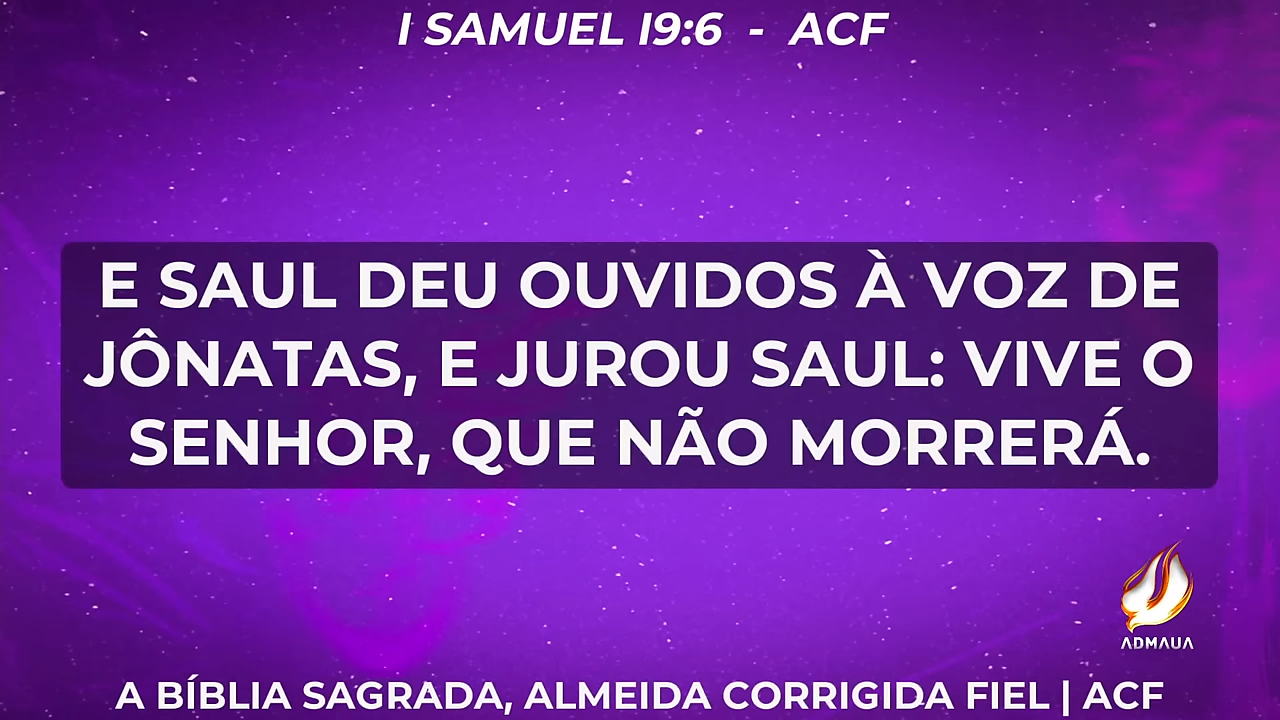 I SAMUEL 19:6 - ACF
E SAUL DEU OUVIDOS À VOZ DE
JÔNATAS, E JUROU SAUL: VIVE O
SENHOR, QUE NÃO MORRERÁ.
ADMAUA
A BÍBLIA SAGRADA, ALMEIDA CORRIGIDA FIEL | ACF